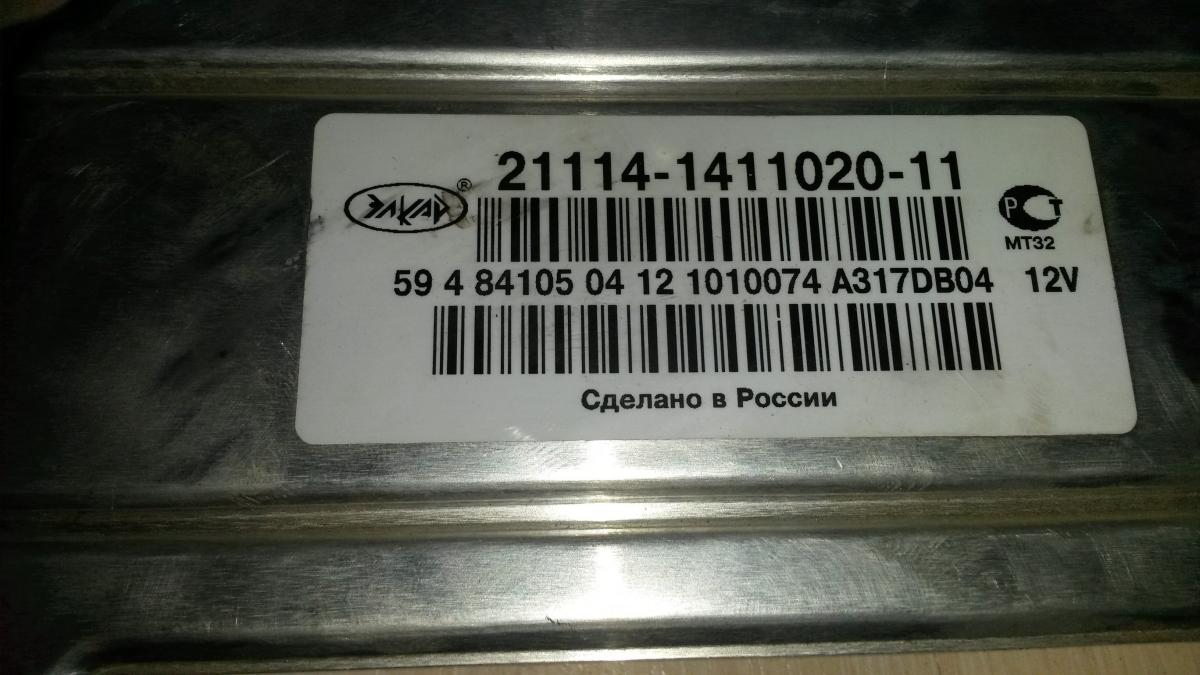 21114-1411020-11
ЭЛКАР®
РСТ
МТ32
59 4 84105 04 12 1010074 A317DB04 12V
Сделано в России